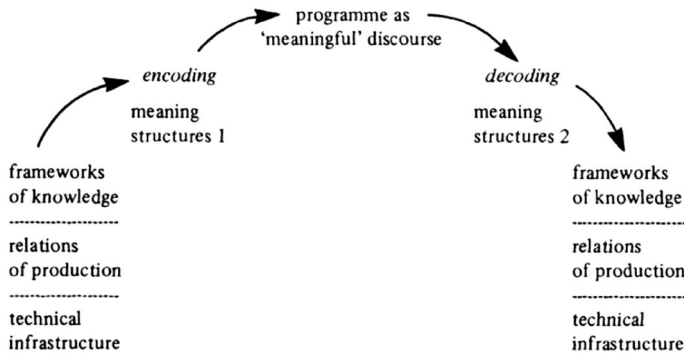 programme as
'meaningful' discourse
encoding
meaning
structures 1
decoding
meaning
structures 2
frameworks
of knowledge
relations
of production
technical
infrastructure
frameworks
of knowledge
relations
of production
technical
infrastructure